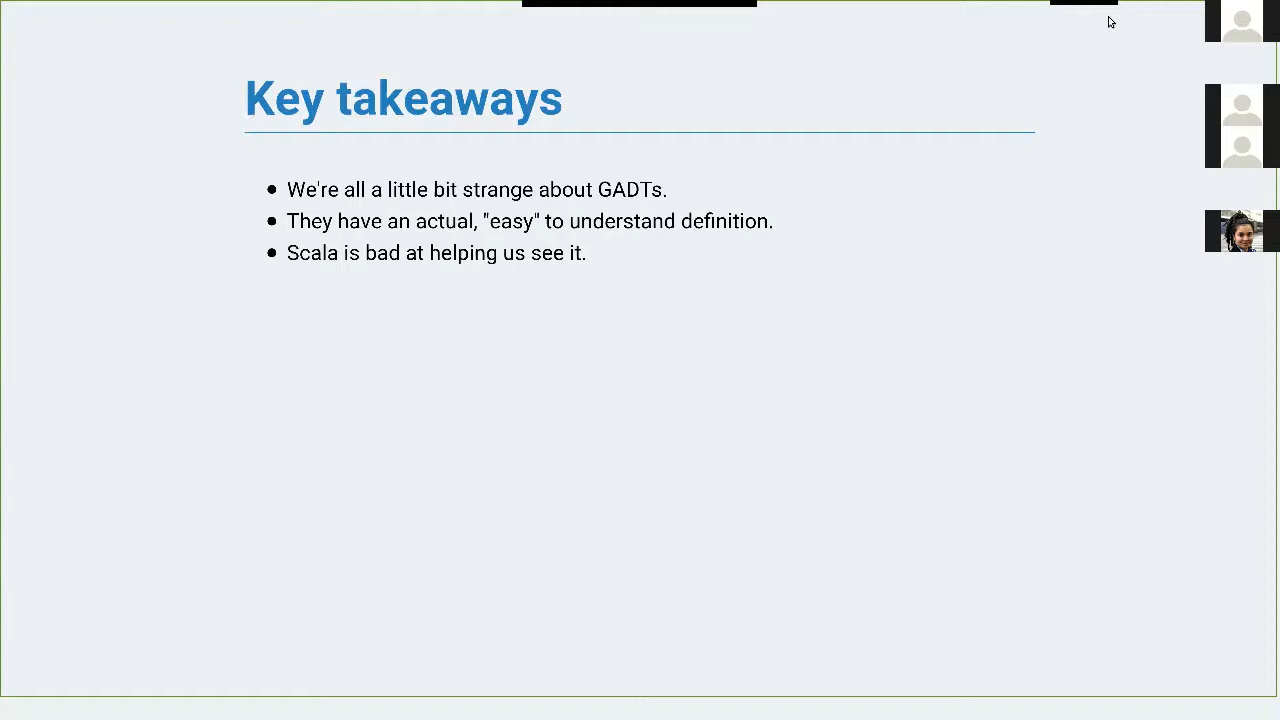 Key takeaways
We're all a little bit strange about GADTs.
They have an actual, "easy" to understand definition.
Scala is bad at helping us see it.